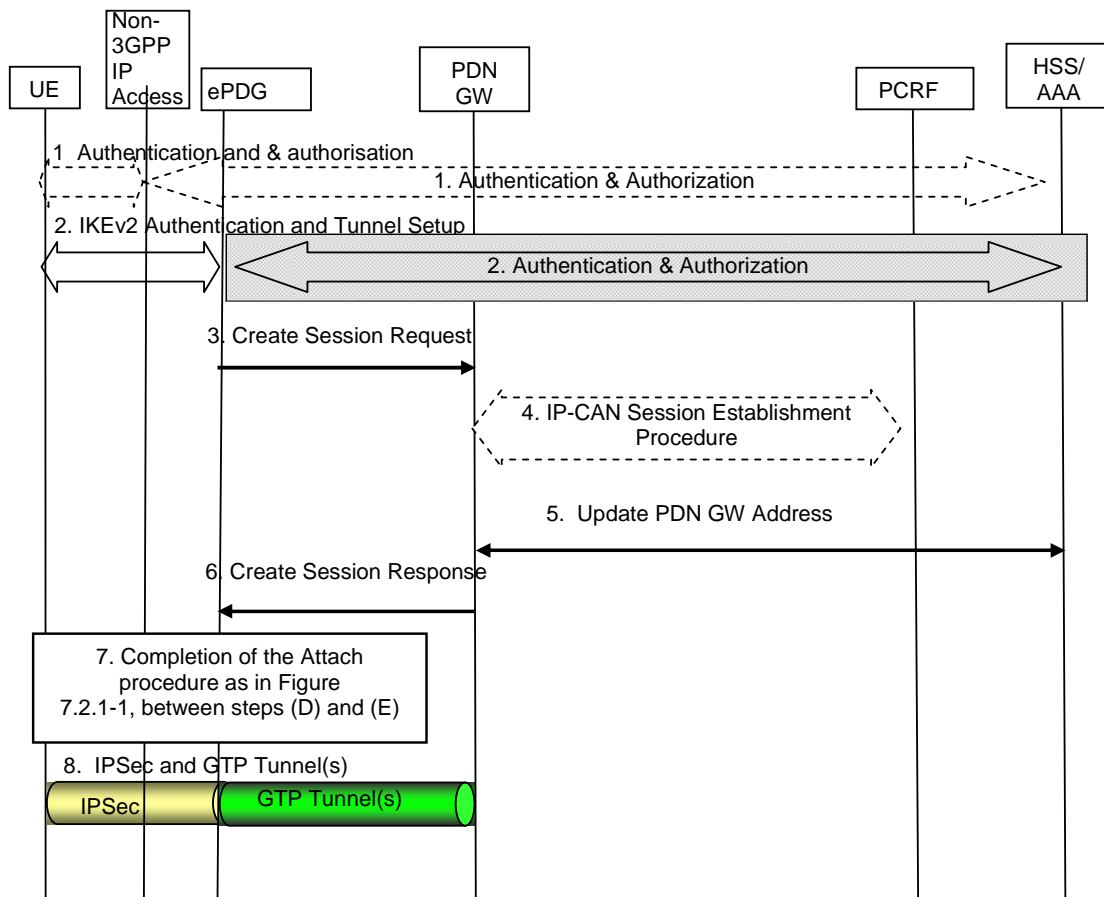 Non-
3GPP
IP
Access
UE
ePDG
PDN
GW
PCRF
HSS/
AAA
1 Authentication and & authorisation
1. Authentication & Authorization
2. IKEv2 Authentication and Tunnel Setup
2. Authentication & Authorization
3. Create Session Request
4. IP-CAN Session Establishment
Procedure
5. Update PDN GW Address
6. Create Session Response
7. Completion of the Attach
procedure as in Figure
7.2.1-1, between steps (D) and (E)
8. IPSec and GTP Tunnel(s)
IPSec
GTP Tunnel(s)